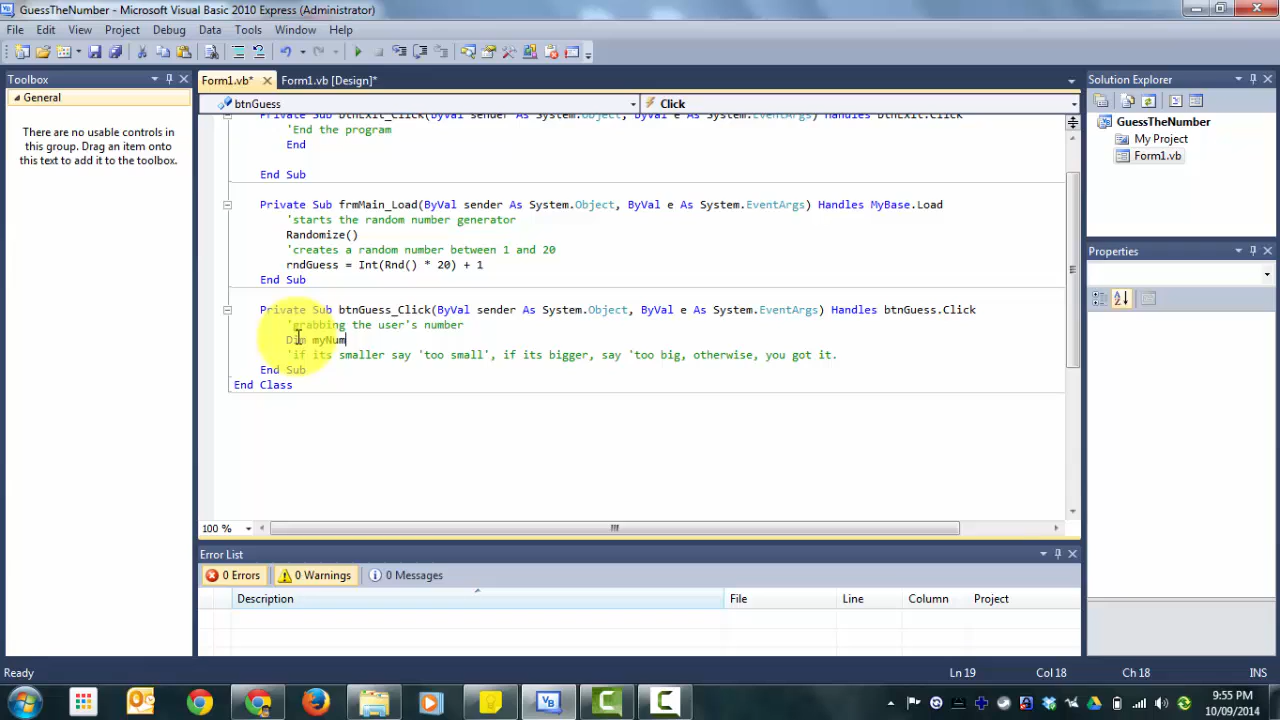 GuessTheNumber - Microsoft Visual Basic 2010 Express (Administrator)
File Edit View Project Debug Data Tools Window Help
Toolbox
General
There are no usable controls in
this group. Drag an item onto
this text to add it to the toolbox.
Form1.vb* Form1.vb [Design]*
btnGuess Click
Private Sub btnExit_Click(ByVal sender As System.Object, ByVal e As System.EventArgs) Handles btnExit.Click
'End the program
End
End Sub
Private Sub frmMain_Load(ByVal sender As System.Object, ByVal e As System.EventArgs) Handles MyBase.Load
'starts the random number generator
Randomize()
'creates a random number between 1 and 20
rndGuess = Int(Rnd() * 20) + 1
End Sub
Private Sub btnGuess_Click(ByVal sender As System.Object, ByVal e As System.EventArgs) Handles btnGuess.Click
'grabbing the user's number
Dim myNum
'if its smaller say 'too small', if its bigger, say 'too big, otherwise, you got it.
End Sub
End Class
100 %
Error List
0 Errors 0 Warnings 0 Messages
Description File Line Column Project
Solution Explorer
GuessTheNumber
My Project
Form1.vb
Properties
Ready Ln 19 Col 18 Ch 18 INS
9:55 PM
10/09/2014